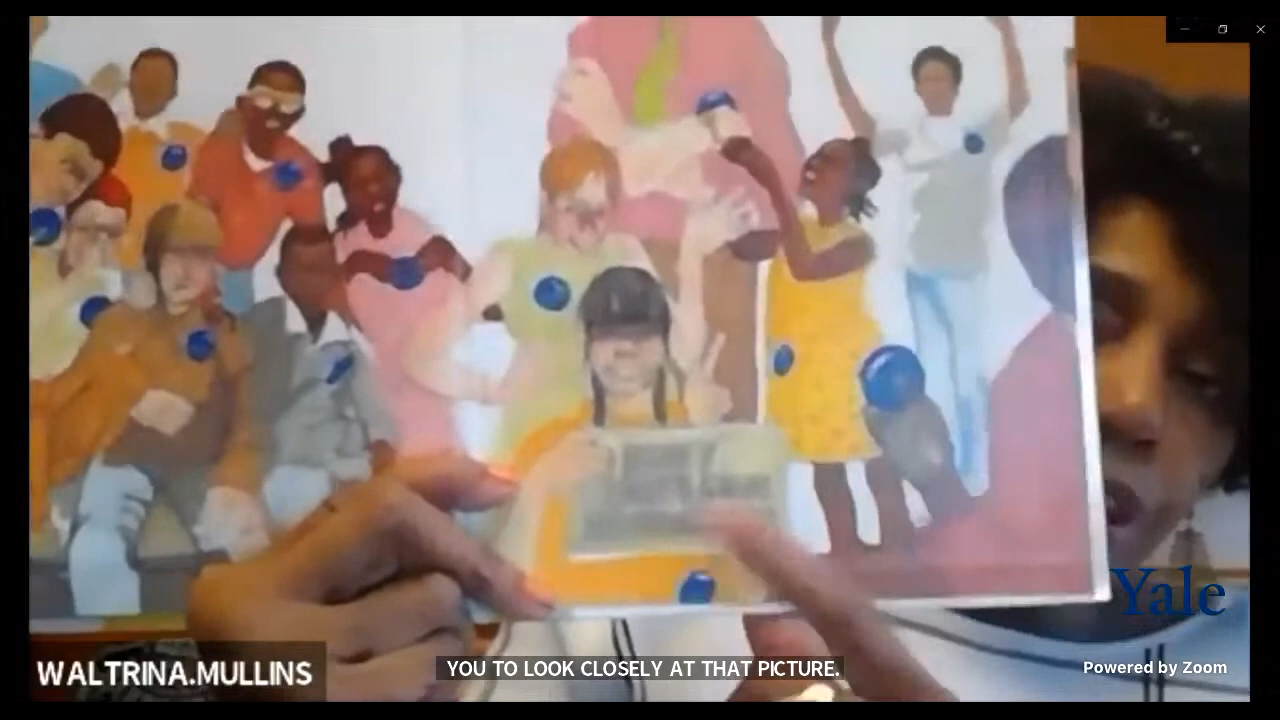 WALTRINA.MULLINS
YOU TO LOOK CLOSELY AT THAT PICTURE.
Yale
Powered by Zoom